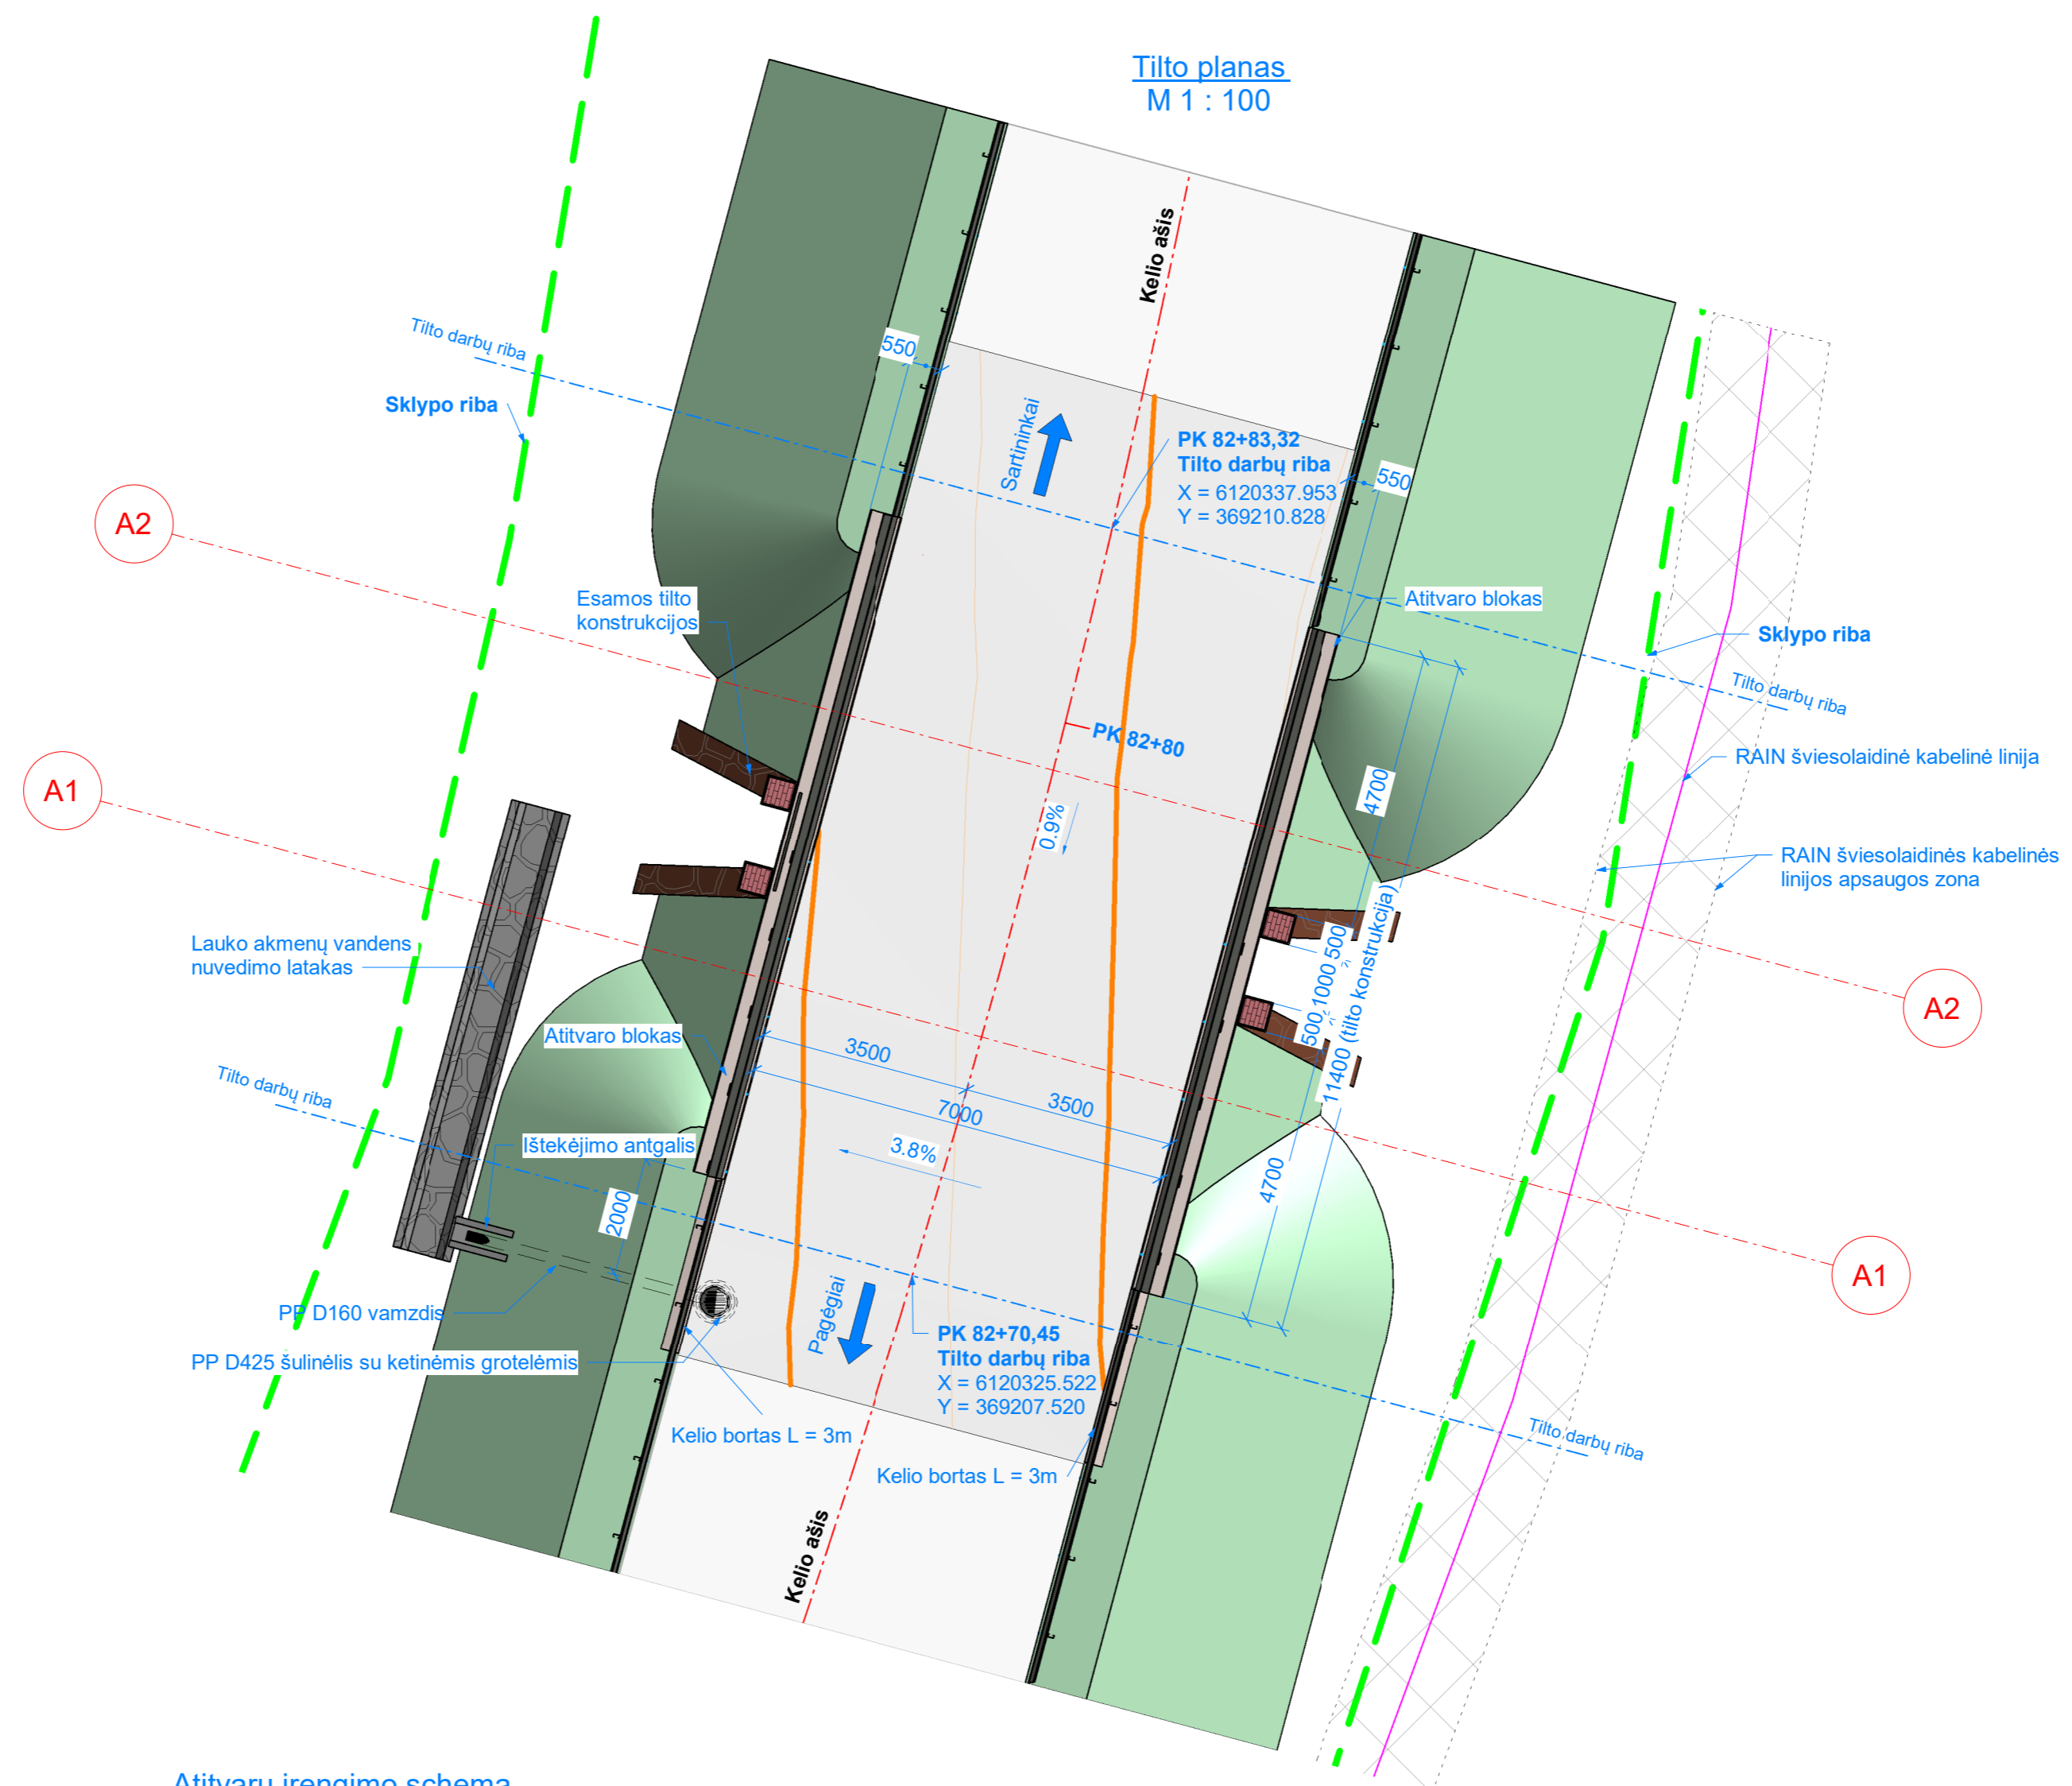 Tilto planas
M 1 : 100
Kelio ašis
Tilto darbų riba
550
Sklypo riba
Sartininkai
PK 82+83,32
Tilto darbų riba
X = 6120337.953
Y = 369210.828
550
A2
Esamos tilto
konstrukcijos
Atitvaro blokas
Sklypo riba
Tilto darbų riba
PK 82+80
RAIN šviesolaidinė kabelinė linija
A1
4700
0.9%
RAIN šviesolaidinės kabelinės
linijos apsaugos zona
Lauko akmenų vandens
nuvedimo latakas
500
1000
500
11400 (tilto konstrukcija)
A2
Atitvaro blokas
3500
3500
7000
Tilto darbų riba
Ištekėjimo antgalis
3.8%
4700
2000
A1
PP D160 vamzdis
Pagėgiai
PK 82+70,45
Tilto darbų riba
X = 6120325.522
Y = 369207.520
PP D425 šulinėlis su ketinėmis grotelėmis
Kelio bortas L = 3m
Tilto darbų riba
Kelio bortas L = 3m
Kelio ašis
Atitvarų įrengimo schema